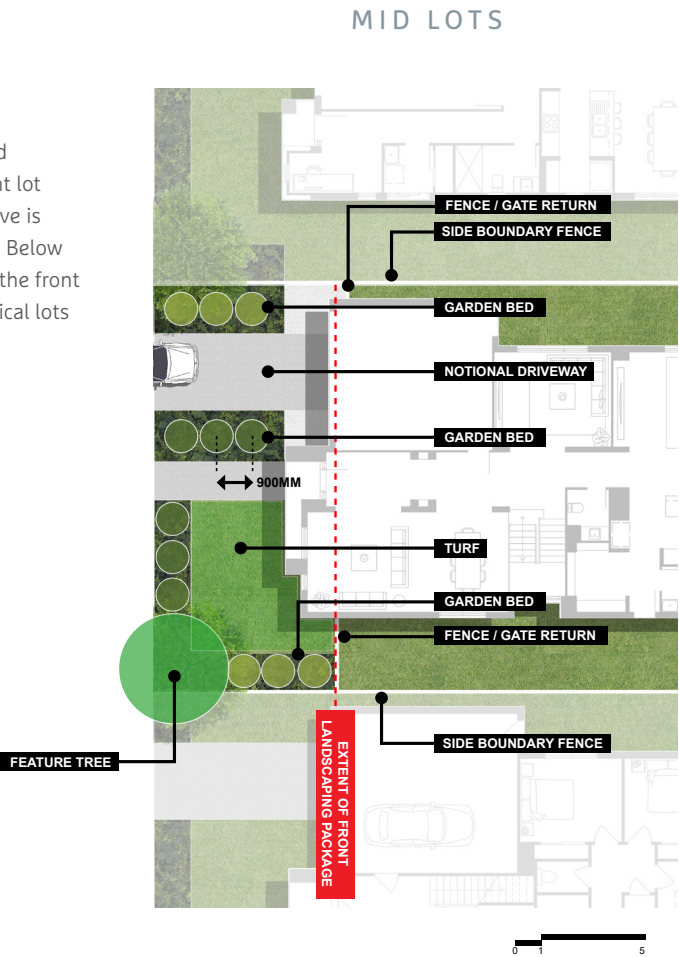 MID LOTS
nt lot
ve is
Below
the front
ical lots
FENCE / GATE RETURN
SIDE BOUNDARY FENCE
GARDEN BED
NOTIONAL DRIVEWAY
GARDEN BED
900MM
TURF
GARDEN BED
FENCE / GATE RETURN
SIDE BOUNDARY FENCE
FEATURE TREE
EXTENT OF FRONT
LANDSCAPING PACKAGE
0 1 5